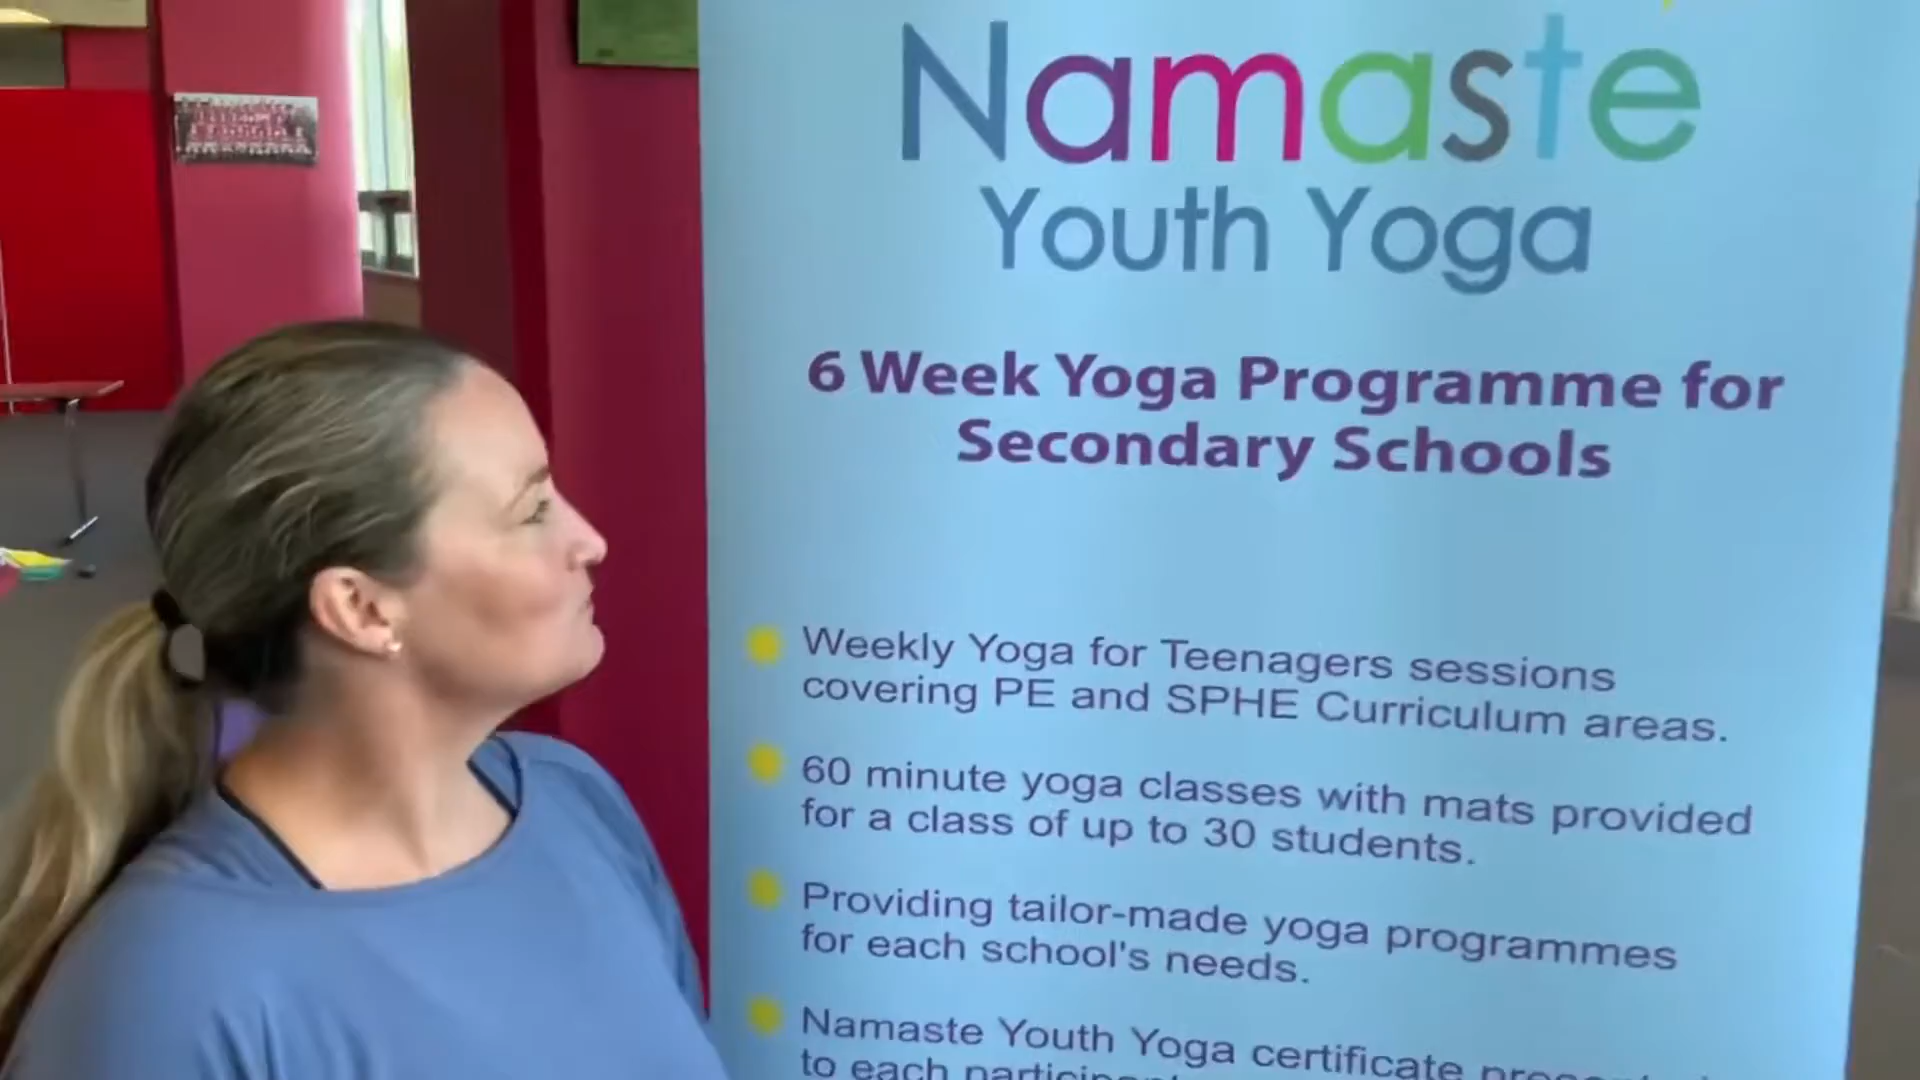 Namaste
Youth Yoga
6 Week Yoga Programme for
Secondary Schools
Weekly Yoga for Teenagers sessions
covering PE and SPHE Curriculum areas.
60 minute yoga classes with mats provided
for a class of up to 30 students.
Providing tailor-made yoga programmes
for each school's needs.
Namaste Youth Yoga certificate
to each